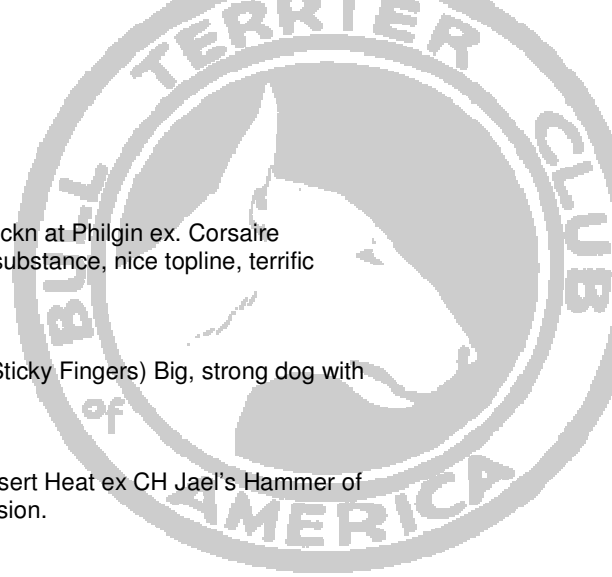 BULL TERRIER CLUB
of
AMERICA
ckn at Philgin ex. Corsaire
substance, nice topline, terrific
Sticky Fingers) Big, strong dog with
sert Heat ex CH Jael's Hammer of
sion.